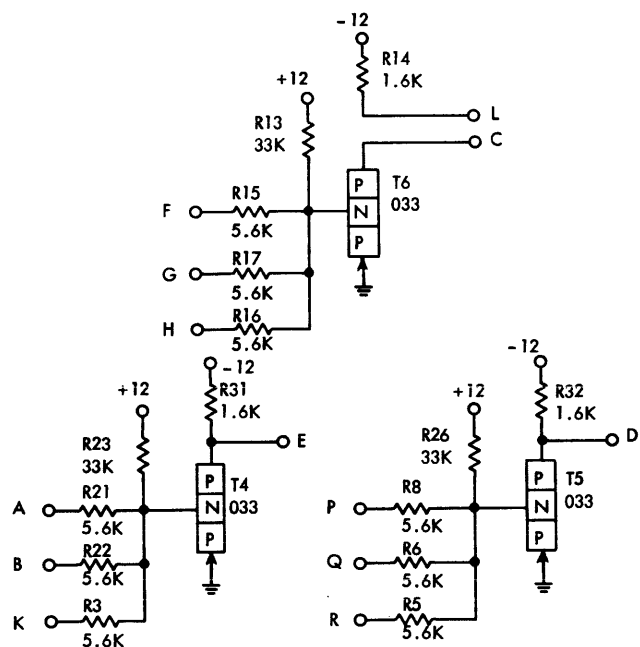 -12
R14
1.6K
L
+12
C
R13
33K
P
T6
N
033
P
F
R15
5.6K
G
R17
5.6K
H
R16
5.6K
-12
R31
1.6K
+12
E
R23
33K
P
T4
N
033
P
A
R21
5.6K
B
R22
5.6K
K
R3
5.6K
-12
R32
1.6K
+12
D
R26
33K
P
T5
N
033
P
P
R8
5.6K
Q
R6
5.6K
R
R5
5.6K